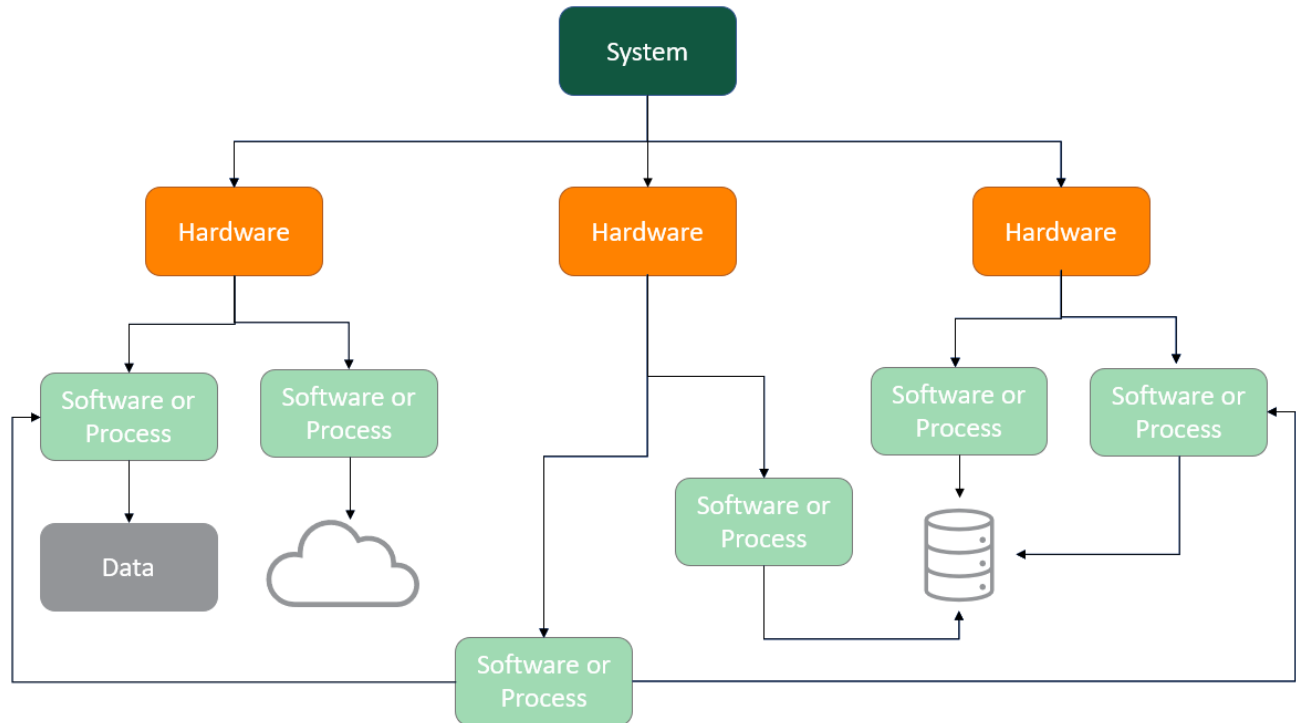 System
Hardware
Hardware
Hardware
Software or
Process
Software or
Process
Software or
Process
Software or
Process
Software or
Process
Data
Software or
Process